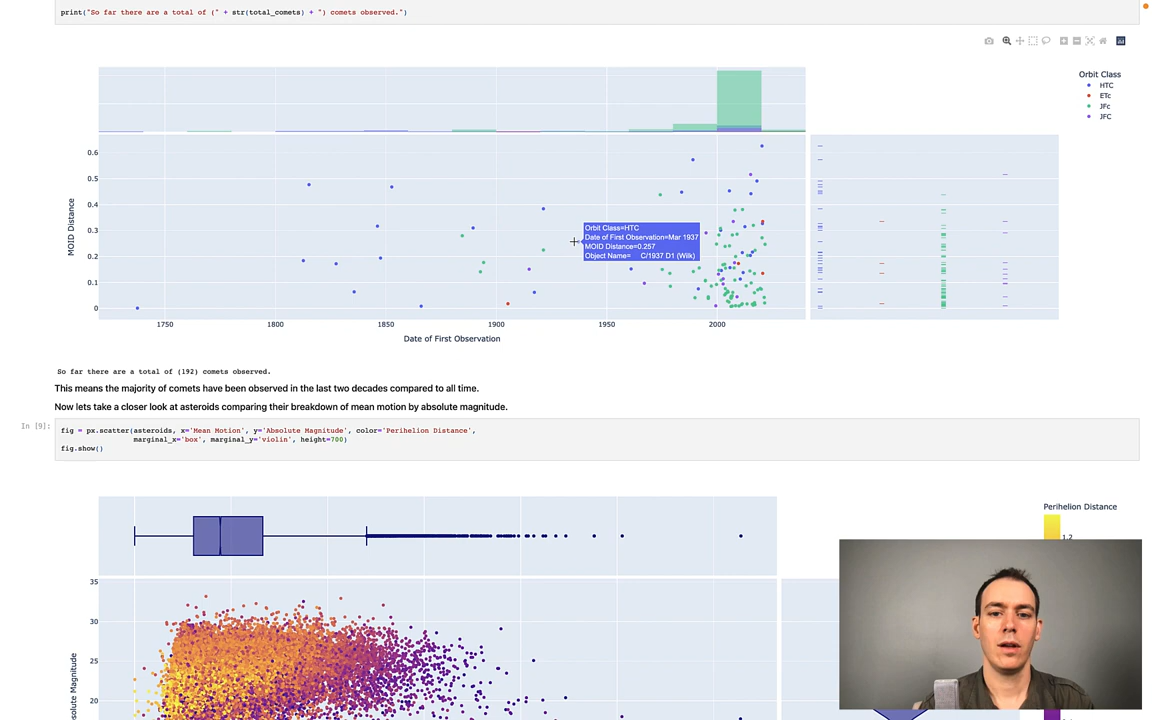 print("So far there are a total of (" + str(total_comets) + ") comets observed.")
Orbit Class
HTC
ETc
JFc
JFC
0.6
0.5
0.4
0.3
0.2
0.1
0
MOID Distance
Orbit Class=HTC
Date of First Observation=Mar 1937
MOID Distance=0.257
Object Name= C/1937 D1 (Wilk)
1750
1800
1850
1900
1950
2000
Date of First Observation
So far there are a total of (192) comets observed.
This means the majority of comets have been observed in the last two decades compared to all time.
Now lets take a closer look at asteroids comparing their breakdown of mean motion by absolute magnitude.
In [9]:
fig = px.scatter(asteroids, x='Mean Motion', y='Absolute Magnitude', color='Perihelion Distance',
marginal_x='box', marginal_y='violin', height=700)
fig.show()
Perihelion Distance
1.2
35
30
25
20